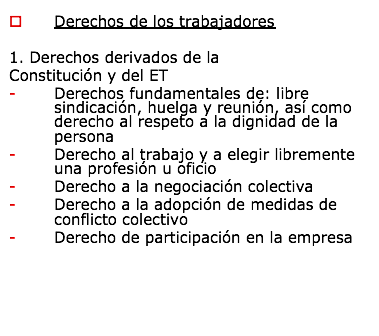 Derechos de los trabajadores
1. Derechos derivados de la
Constitución y del ET
- Derechos fundamentales de: libre
sindicación, huelga y reunión, así como
derecho al respeto a la dignidad de la
persona
- Derecho al trabajo y a elegir libremente
una profesión u oficio
- Derecho a la negociación colectiva
- Derecho a la adopción de medidas de
conflicto colectivo
- Derecho de participación en la empresa